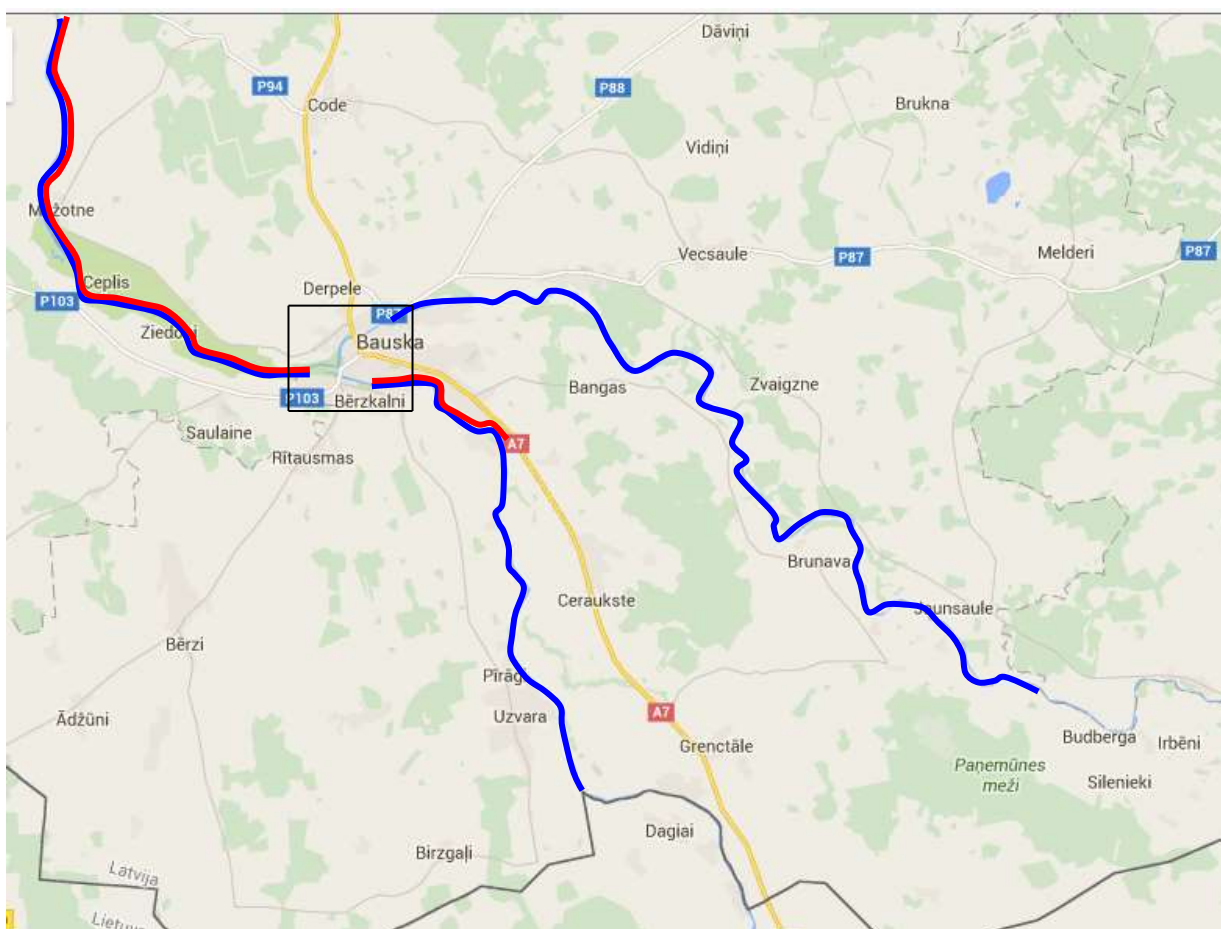 Dāviņi
P94
P88
Code
Brukna
Vidiņi
Mežotne
Vecsaule
P87
Melderi
P87
Ceplis
Derpele
P103
Ziedoņi
Bauska
Zvaigzne
Bangas
P103
Bērzkalni
Saulaine
A7
Rītausmas
Brunava
Ceraukste
Jaunsaule
Bērzi
Pīrāgi
Ādžūni
Uzvara
A7
Grenctāle
Budberga
Irbēni
Paņemūnes
meži
Silenieki
Dagiai
Birzgaļi
Latvija